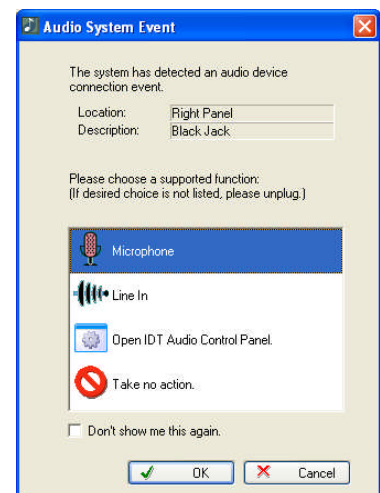 Audio System Event
The system has detected an audio device
connection event.
Location: Right Panel
Description: Black Jack
Please choose a supported function:
(If desired choice is not listed, please unplug.)
Microphone
Line In
Open IDT Audio Control Panel.
Take no action.
Don't show me this again.
OK Cancel